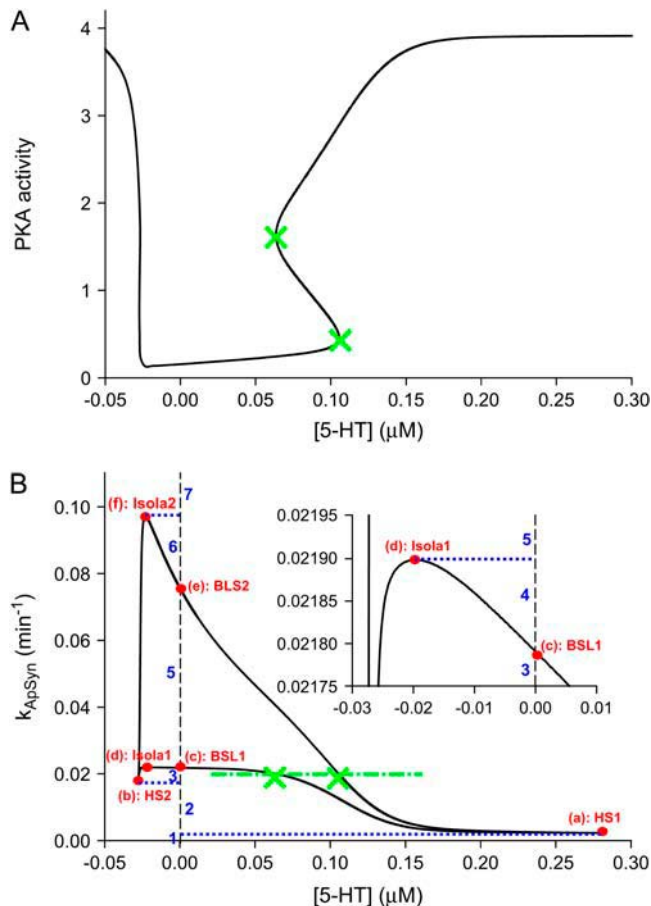 A
4
3
2
1
0
PKA activity
-0.05 0.00 0.05 0.10 0.15 0.20 0.25 0.30
[5-HT] (μM)
B
0.10
0.08
0.06
0.04
0.02
0.00
kApSyn (min-1)
(f): Isola2
7
6
(e): BLS2
5
(d): Isola1
(c): BSL1
3
(b): HS2
2
1
(a): HS1
-0.05 0.00 0.05 0.10 0.15 0.20 0.25 0.30
[5-HT] (μM)
0.02195
0.02190
0.02185
0.02180
0.02175
(d): Isola1
5
4
(c): BSL1
3
-0.03 -0.02 -0.01 0.00 0.01